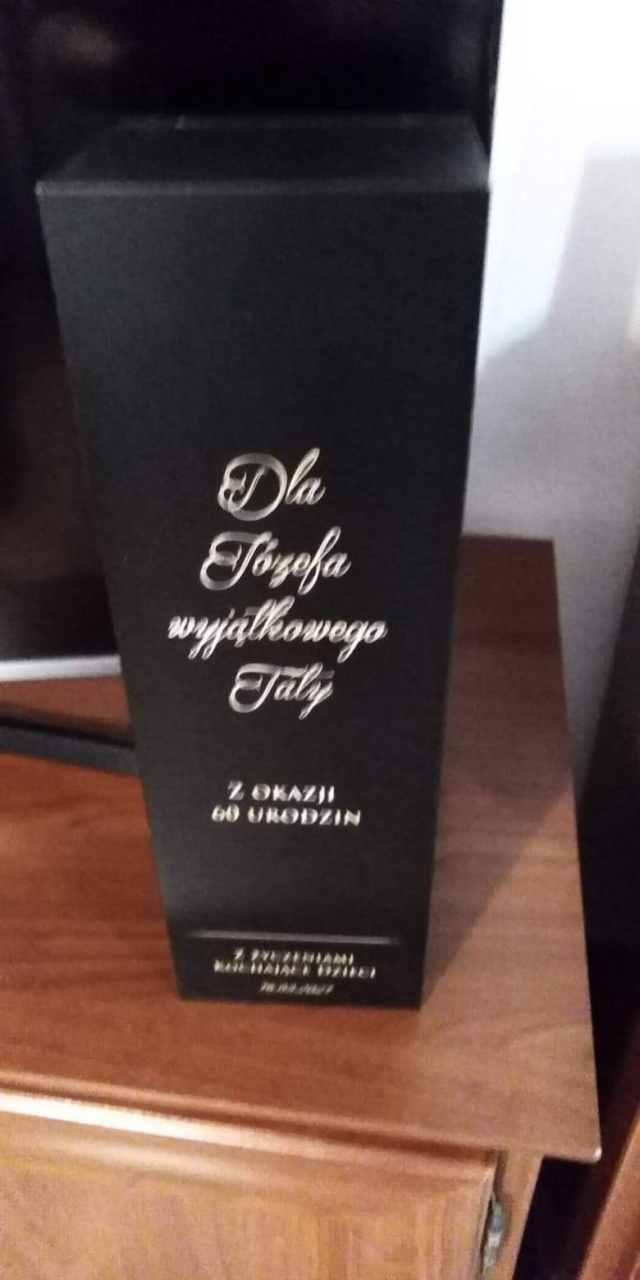 Dla
Józefa
wyjątkowego
Taty
Z OKAZJI
60 URODZIN
Z ŻYCZENIAMI
KOCHAJĄCE DZIECI